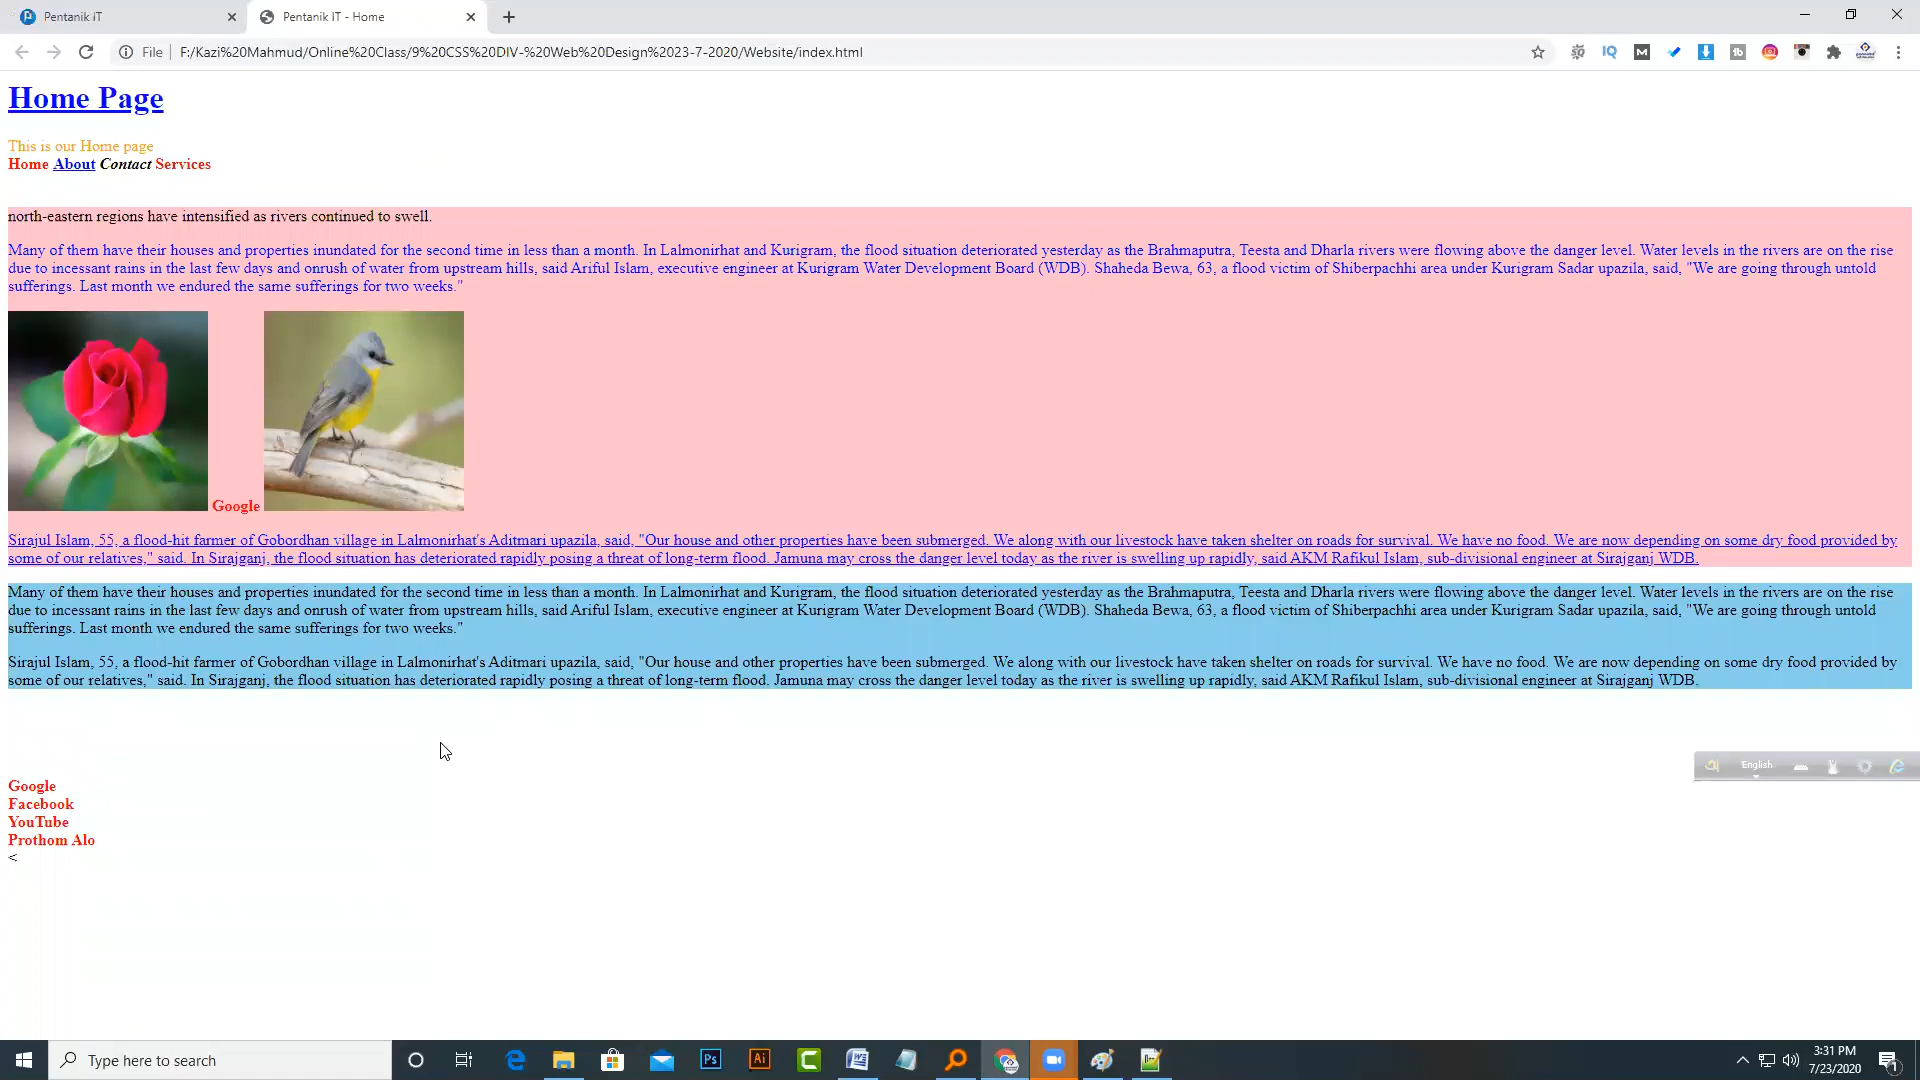 Pentanik iT
Pentanik IT - Home
File
F:/Kazi%20Mahmud/Online%20Class/9%20CSS%20DIV-%20Web%20Design%2023-7-2020/Website/index.html
Home Page
This is our Home page
Home About Contact Services
north-eastern regions have intensified as rivers continued to swell.
Many of them have their houses and properties inundated for the second time in less than a month. In Lalmonirhat and Kurigram, the flood situation deteriorated yesterday as the Brahmaputra, Teesta and Dharla rivers were flowing above the danger level. Water levels in the rivers are on the rise
due to incessant rains in the last few days and onrush of water from upstream hills, said Ariful Islam, executive engineer at Kurigram Water Development Board (WDB). Shaheda Bewa, 63, a flood victim of Shiberpachhi area under Kurigram Sadar upazila, said, "We are going through untold
sufferings. Last month we endured the same sufferings for two weeks."
Google
Sirajul Islam, 55, a flood-hit farmer of Gobordhan village in Lalmonirhat's Aditmari upazila, said, "Our house and other properties have been submerged. We along with our livestock have taken shelter on roads for survival. We have no food. We are now depending on some dry food provided by
some of our relatives," said. In Sirajganj, the flood situation has deteriorated rapidly posing a threat of long-term flood. Jamuna may cross the danger level today as the river is swelling up rapidly, said AKM Rafikul Islam, sub-divisional engineer at Sirajganj WDB.
Many of them have their houses and properties inundated for the second time in less than a month. In Lalmonirhat and Kurigram, the flood situation deteriorated yesterday as the Brahmaputra, Teesta and Dharla rivers were flowing above the danger level. Water levels in the rivers are on the rise
due to incessant rains in the last few days and onrush of water from upstream hills, said Ariful Islam, executive engineer at Kurigram Water Development Board (WDB). Shaheda Bewa, 63, a flood victim of Shiberpachhi area under Kurigram Sadar upazila, said, "We are going through untold
sufferings. Last month we endured the same sufferings for two weeks."
Sirajul Islam, 55, a flood-hit farmer of Gobordhan village in Lalmonirhat's Aditmari upazila, said, "Our house and other properties have been submerged. We along with our livestock have taken shelter on roads for survival. We have no food. We are now depending on some dry food provided by
some of our relatives," said. In Sirajganj, the flood situation has deteriorated rapidly posing a threat of long-term flood. Jamuna may cross the danger level today as the river is swelling up rapidly, said AKM Rafikul Islam, sub-divisional engineer at Sirajganj WDB.
English
Google
Facebook
YouTube
Prothom Alo
<
Type here to search
Ps
Ai
3:31 PM
7/23/2020